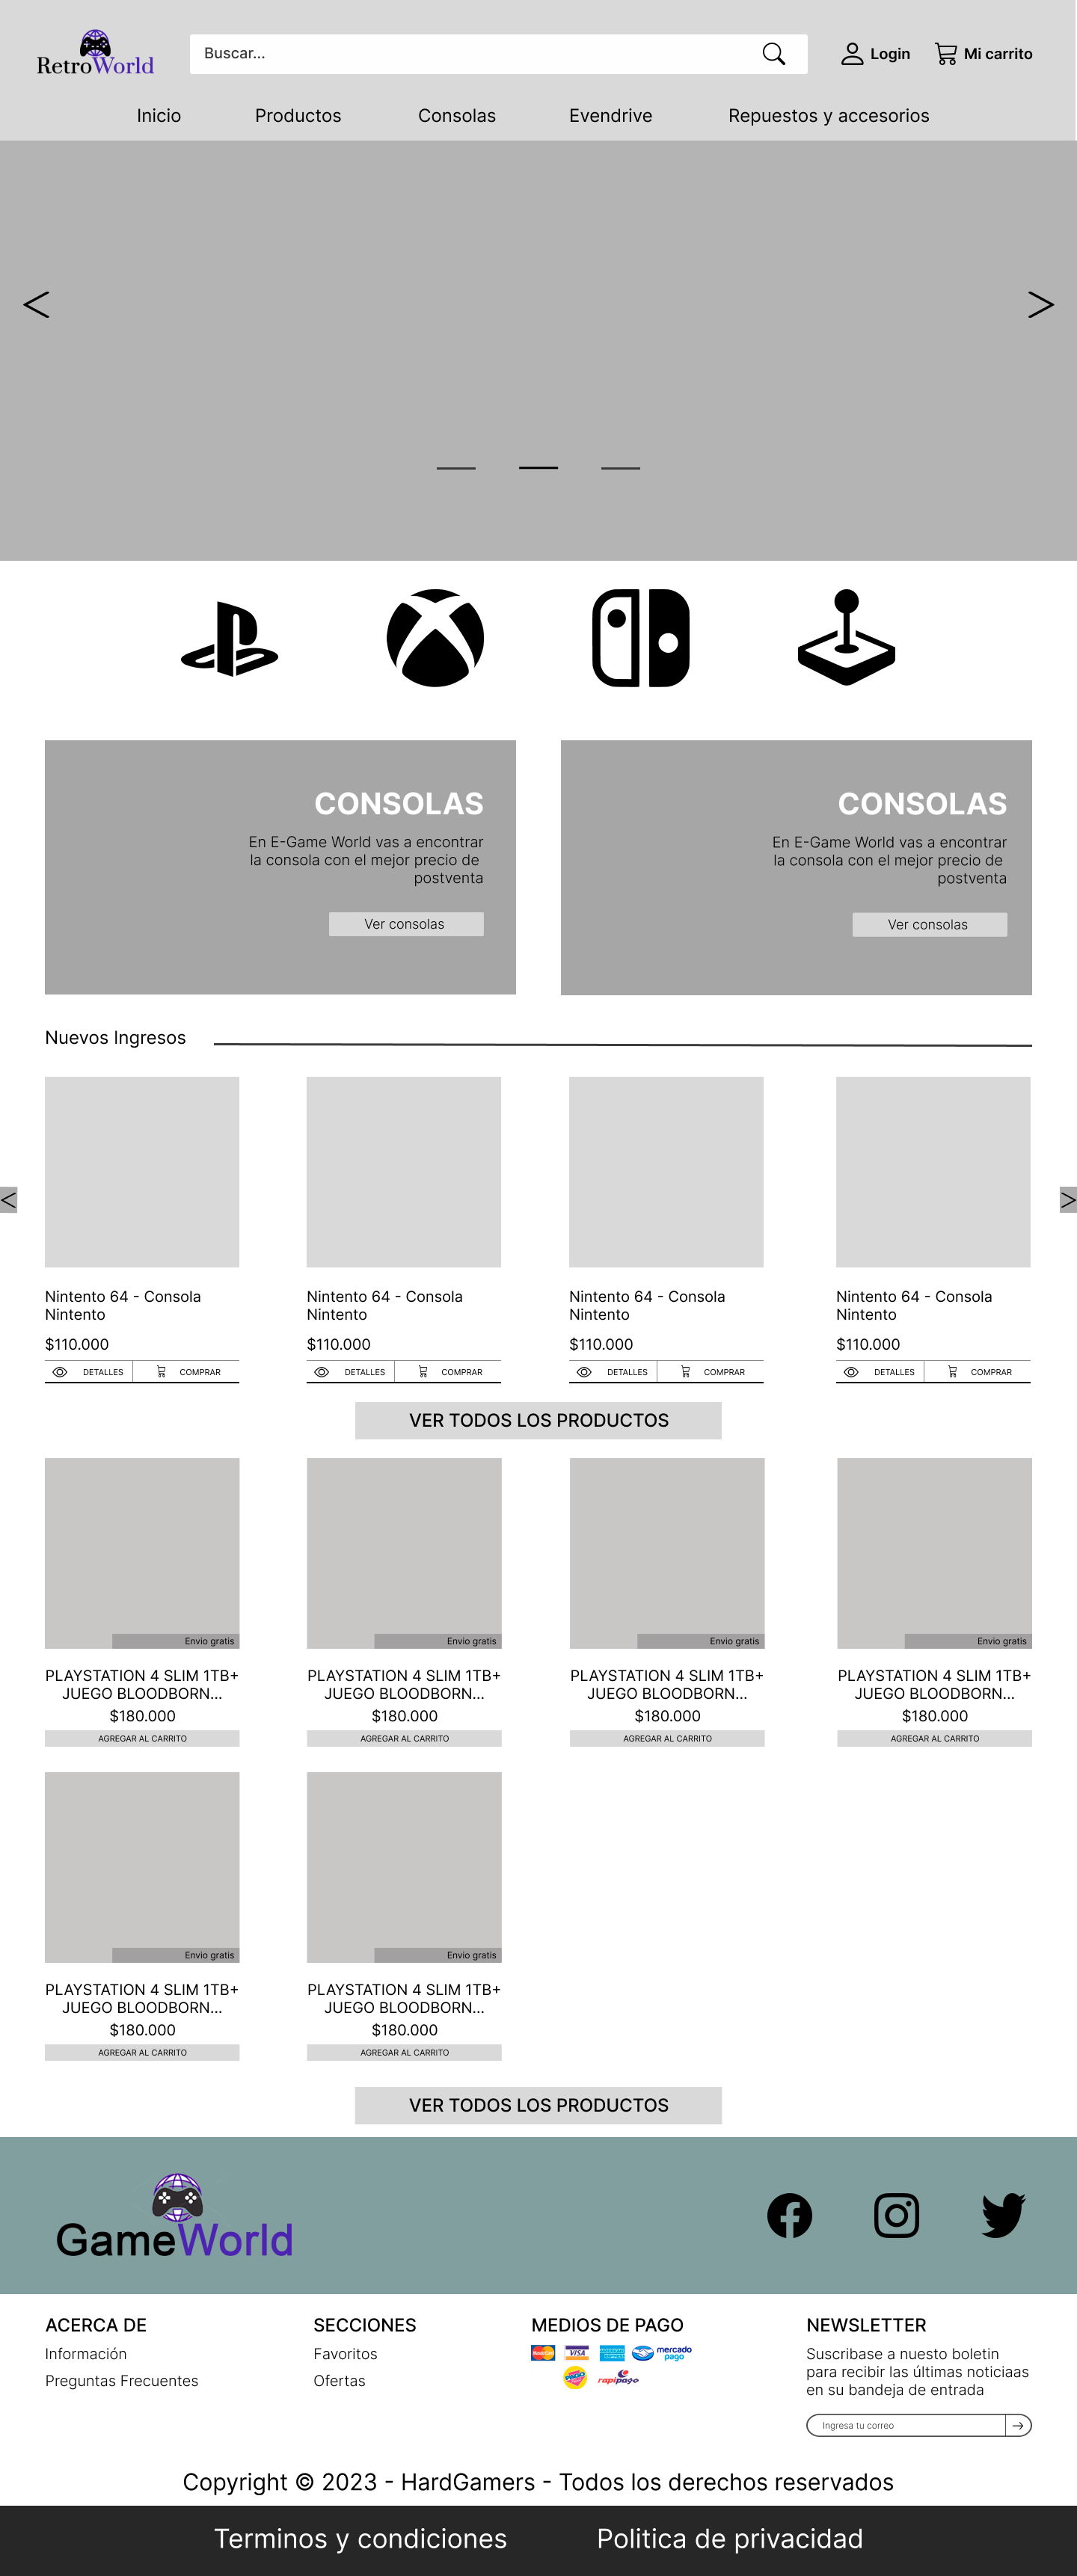 RetroWorld
Buscar...
Login
Mi carrito
Inicio
Productos
Consolas
Evendrive
Repuestos y accesorios
<
>
CONSOLAS
En E-Game World vas a encontrar
la consola con el mejor precio de
postventa
Ver consolas
CONSOLAS
En E-Game World vas a encontrar
la consola con el mejor precio de
postventa
Ver consolas
Nuevos Ingresos
<
>
Nintento 64 - Consola
Nintento
$110.000
DETALLES
COMPRAR
Nintento 64 - Consola
Nintento
$110.000
DETALLES
COMPRAR
Nintento 64 - Consola
Nintento
$110.000
DETALLES
COMPRAR
Nintento 64 - Consola
Nintento
$110.000
DETALLES
COMPRAR
VER TODOS LOS PRODUCTOS
Envio gratis
PLAYSTATION 4 SLIM 1TB+
JUEGO BLOODBORN...
$180.000
AGREGAR AL CARRITO
Envio gratis
PLAYSTATION 4 SLIM 1TB+
JUEGO BLOODBORN...
$180.000
AGREGAR AL CARRITO
Envio gratis
PLAYSTATION 4 SLIM 1TB+
JUEGO BLOODBORN...
$180.000
AGREGAR AL CARRITO
Envio gratis
PLAYSTATION 4 SLIM 1TB+
JUEGO BLOODBORN...
$180.000
AGREGAR AL CARRITO
Envio gratis
PLAYSTATION 4 SLIM 1TB+
JUEGO BLOODBORN...
$180.000
AGREGAR AL CARRITO
Envio gratis
PLAYSTATION 4 SLIM 1TB+
JUEGO BLOODBORN...
$180.000
AGREGAR AL CARRITO
VER TODOS LOS PRODUCTOS
GameWorld
ACERCA DE
Información
Preguntas Frecuentes
SECCIONES
Favoritos
Ofertas
MEDIOS DE PAGO
MasterCard
VISA
mercado
pago
rapipago
NEWSLETTER
Suscribase a nuesto boletin
para recibir las últimas noticiaas
en su bandeja de entrada
Ingresa tu correo
Copyright © 2023 - HardGamers - Todos los derechos reservados
Terminos y condiciones
Politica de privacidad